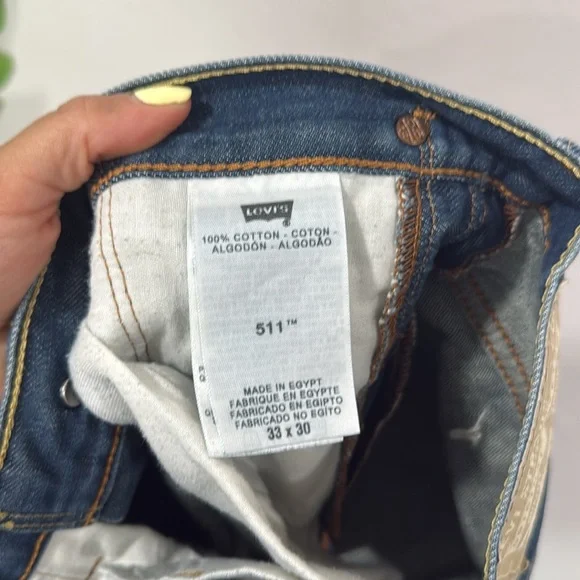 LEVI'S
®
100% COTTON - COTON -
ALGODÓN - ALGODÃO
511™
MADE IN EGYPT
FABRIQUE EN EGYPTE
FABRICADO EN EGIPTO
FABRICADO NO EGITO
33 x 30